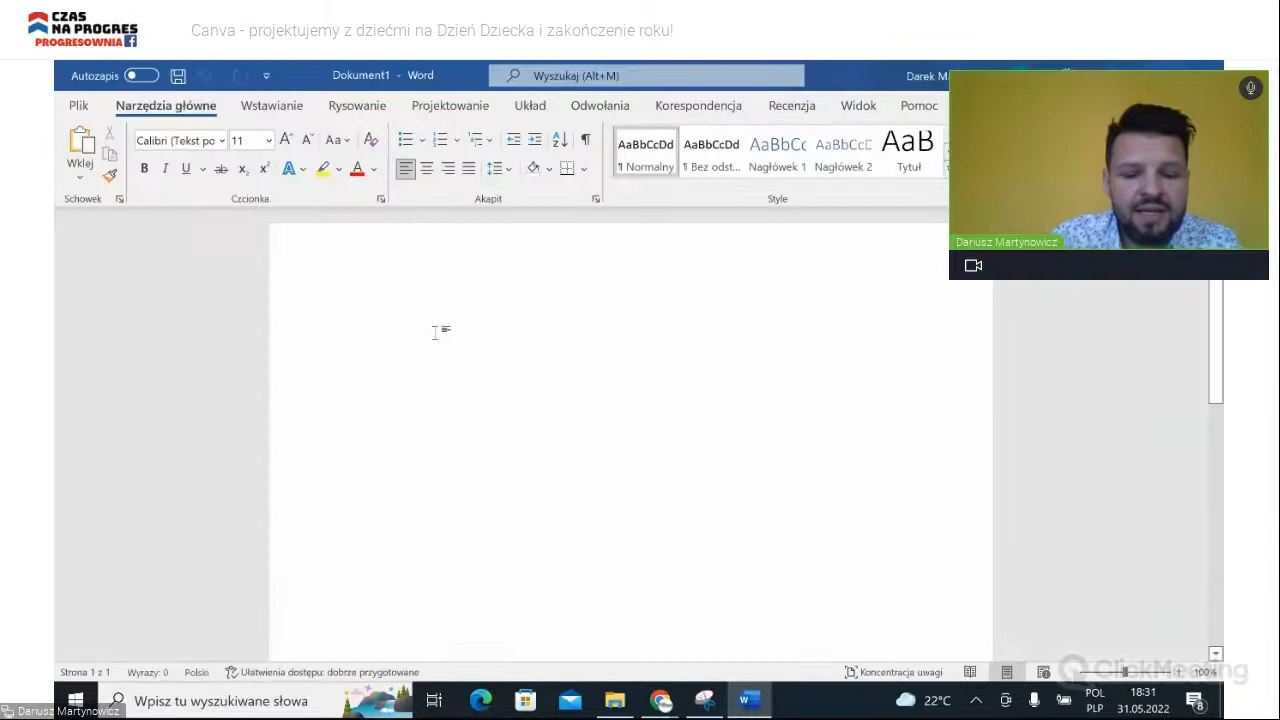 CZAS
NA PROGRES
PROGRESOWNIA
Canva - projektujemy z dziećmi na Dzień Dziecka i zakończenie roku!
Autozapis
Dokument1 - Word
Wyszukaj (Alt+M)
Darek M
Plik Narzędzia główne Wstawianie Rysowanie Projektowanie Układ Odwołania Korespondencja Recenzja Widok Pomoc
Wklej
Calibri (Tekst po 11
Schowek Czcionka Akapit Style
AaBbCcDd AaBbCcDd AaBbCc AaBbCcC AaB
¶ Normalny ¶ Bez odst... Nagłówek 1 Nagłówek 2 Tytuł
Dariusz Martynowicz
Strona 1 z 1 Wyrazy: 0 Polski Ułatwienia dostępu: dobrze przygotowane Koncentracja uwagi 100%
ClickMeeting
Wpisz tu wyszukiwane słowa
22°C
POL
PLP
18:31
31.05.2022
8
Dariusz Martynowicz